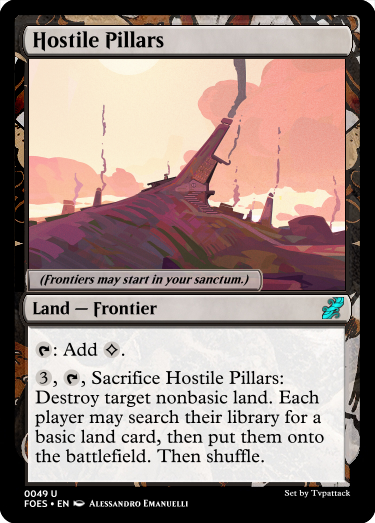 Hostile Pillars
(Frontiers may start in your sanctum.)
Land — Frontier
: Add .
3, , Sacrifice Hostile Pillars:
Destroy target nonbasic land. Each
player may search their library for a
basic land card, then put them onto
the battlefield. Then shuffle.
0049 U
Set by Tvpattack
FOES • EN Alessandro Emanuelli